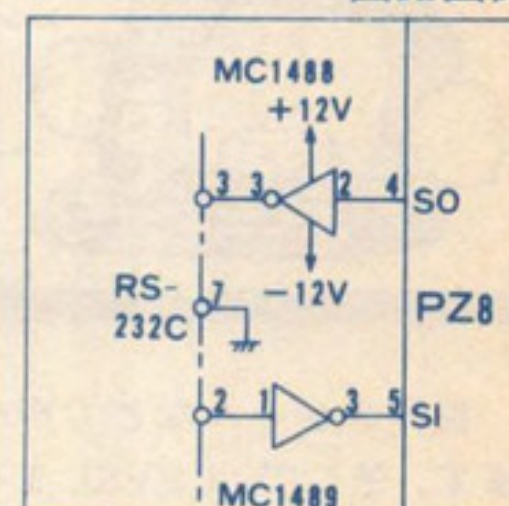 MC1488
+12V
3 3 2 4 SO
RS-
232C
7 -12V
PZ8
2 1 3 5 SI
MC1489